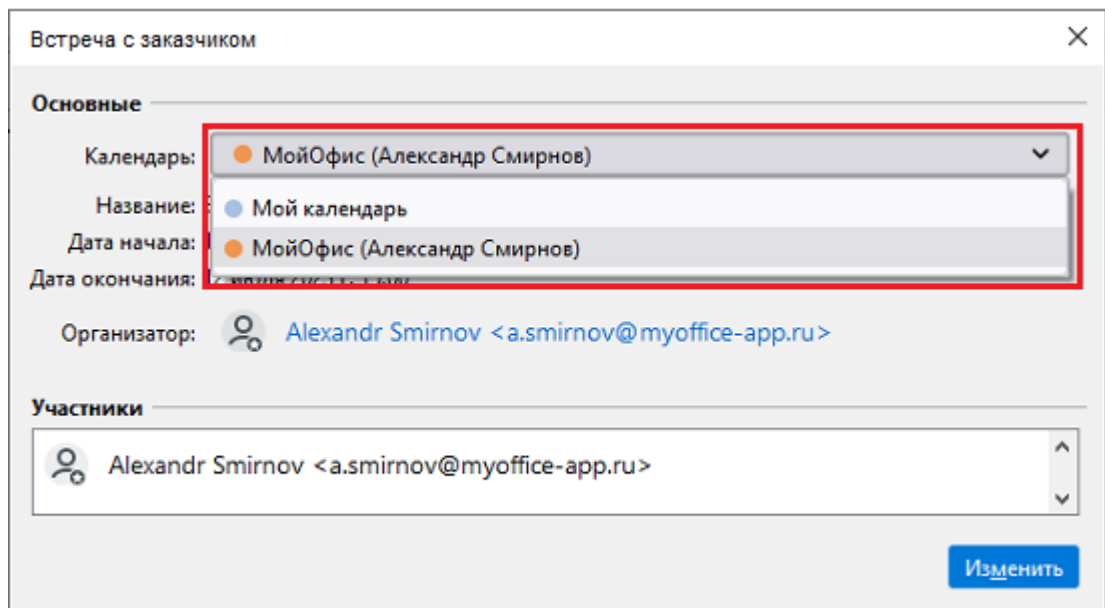 Встреча с заказчиком
Основные
Календарь: МойОфис (Александр Смирнов)
Мой календарь
Название:
МойОфис (Александр Смирнов)
Дата начала:
Дата окончания:
Организатор: Alexandr Smirnov <a.smirnov@myoffice-app.ru>
Участники
Alexandr Smirnov <a.smirnov@myoffice-app.ru>
Изменить